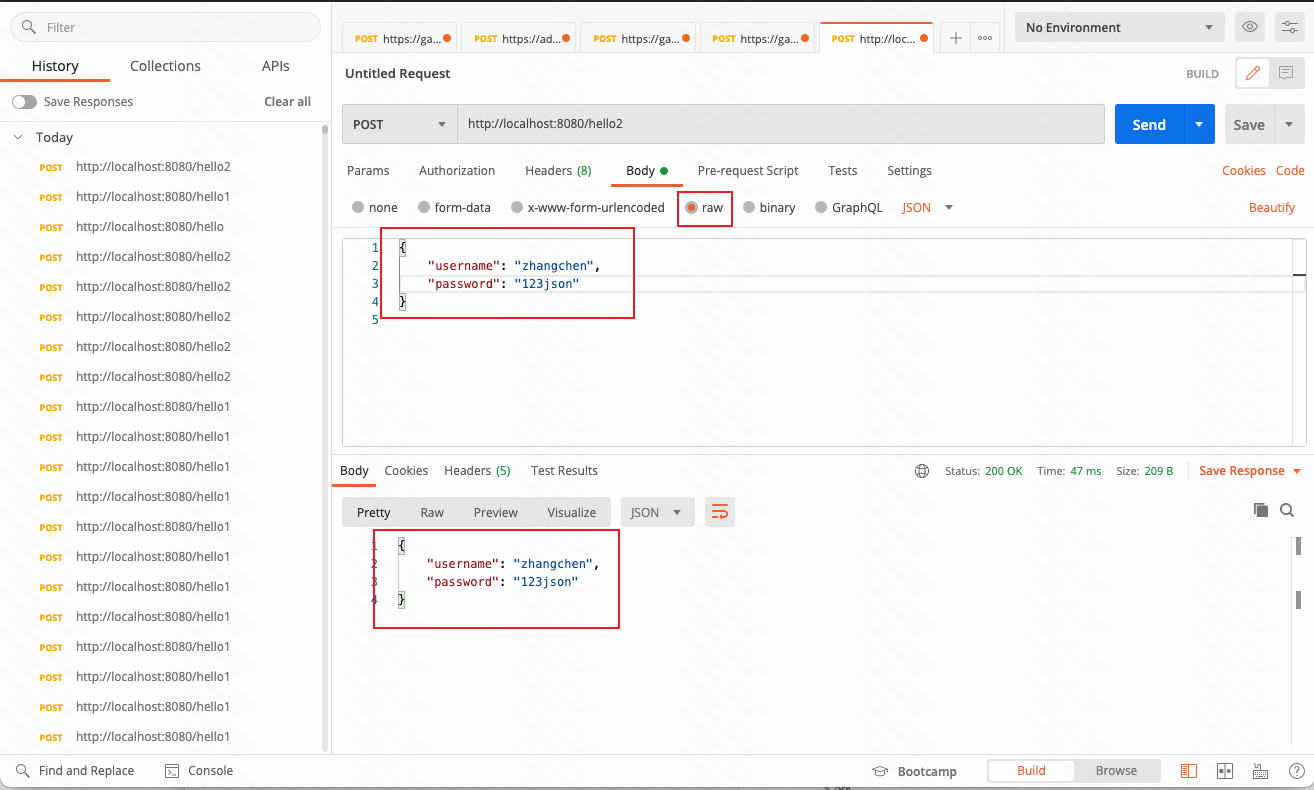 Filter
History Collections APIs
Save Responses Clear all
Today
POST http://localhost:8080/hello2
POST http://localhost:8080/hello1
POST http://localhost:8080/hello
POST http://localhost:8080/hello2
POST http://localhost:8080/hello2
POST http://localhost:8080/hello2
POST http://localhost:8080/hello2
POST http://localhost:8080/hello2
POST http://localhost:8080/hello1
POST http://localhost:8080/hello1
POST http://localhost:8080/hello1
POST http://localhost:8080/hello1
POST http://localhost:8080/hello1
POST http://localhost:8080/hello1
POST http://localhost:8080/hello1
POST http://localhost:8080/hello1
POST http://localhost:8080/hello1
POST http://localhost:8080/hello1
POST http://localhost:8080/hello1
POST http://localhost:8080/hello1
POST https://ga... POST https://ad... POST https://ga... POST https://ga... POST http://loc... No Environment
Untitled Request BUILD
POST http://localhost:8080/hello2 Send Save
Params Authorization Headers (8) Body Pre-request Script Tests Settings Cookies Code
none form-data x-www-form-urlencoded raw binary GraphQL JSON Beautify
1 {
2 "username": "zhangchen",
3 "password": "123json"
4 }
5
Body Cookies Headers (5) Test Results Status: 200 OK Time: 47 ms Size: 209 B Save Response
Pretty Raw Preview Visualize JSON
1 {
2 "username": "zhangchen",
3 "password": "123json"
4 }
Find and Replace Console Bootcamp Build Browse